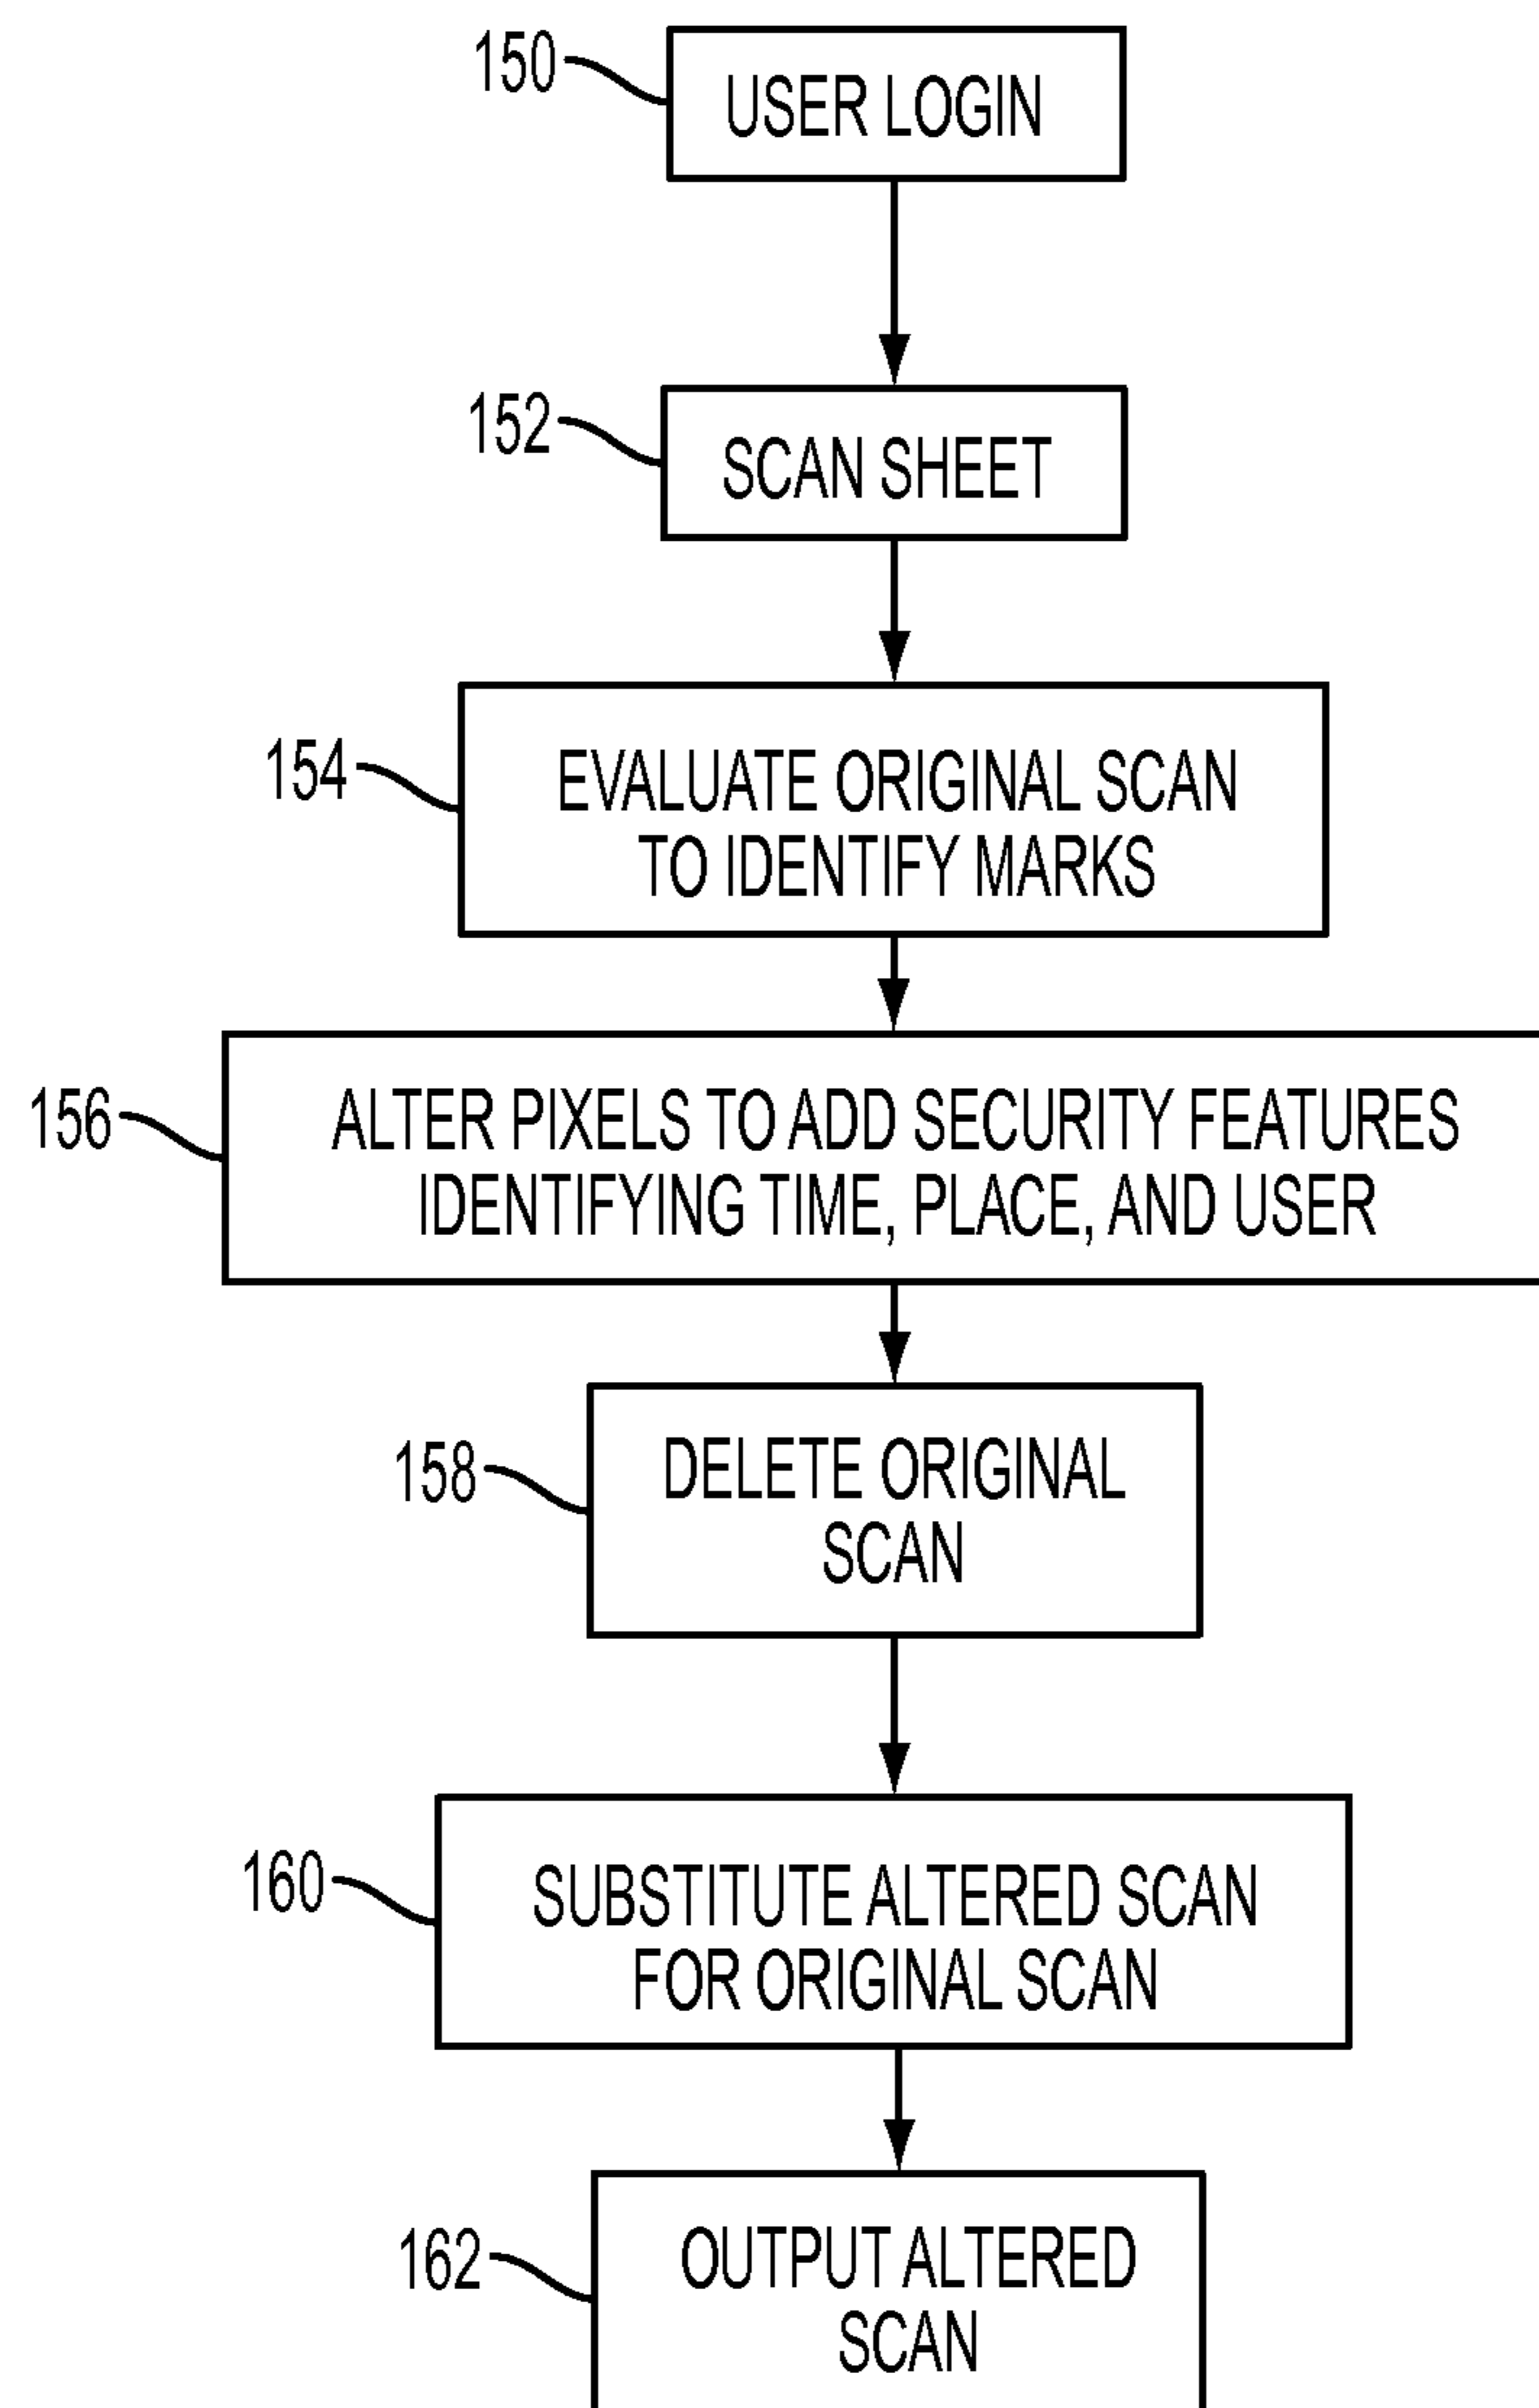 150
USER LOGIN
152
SCAN SHEET
154
EVALUATE ORIGINAL SCAN
TO IDENTIFY MARKS
156
ALTER PIXELS TO ADD SECURITY FEATURES
IDENTIFYING TIME, PLACE, AND USER
158
DELETE ORIGINAL
SCAN
160
SUBSTITUTE ALTERED SCAN
FOR ORIGINAL SCAN
162
OUTPUT ALTERED
SCAN